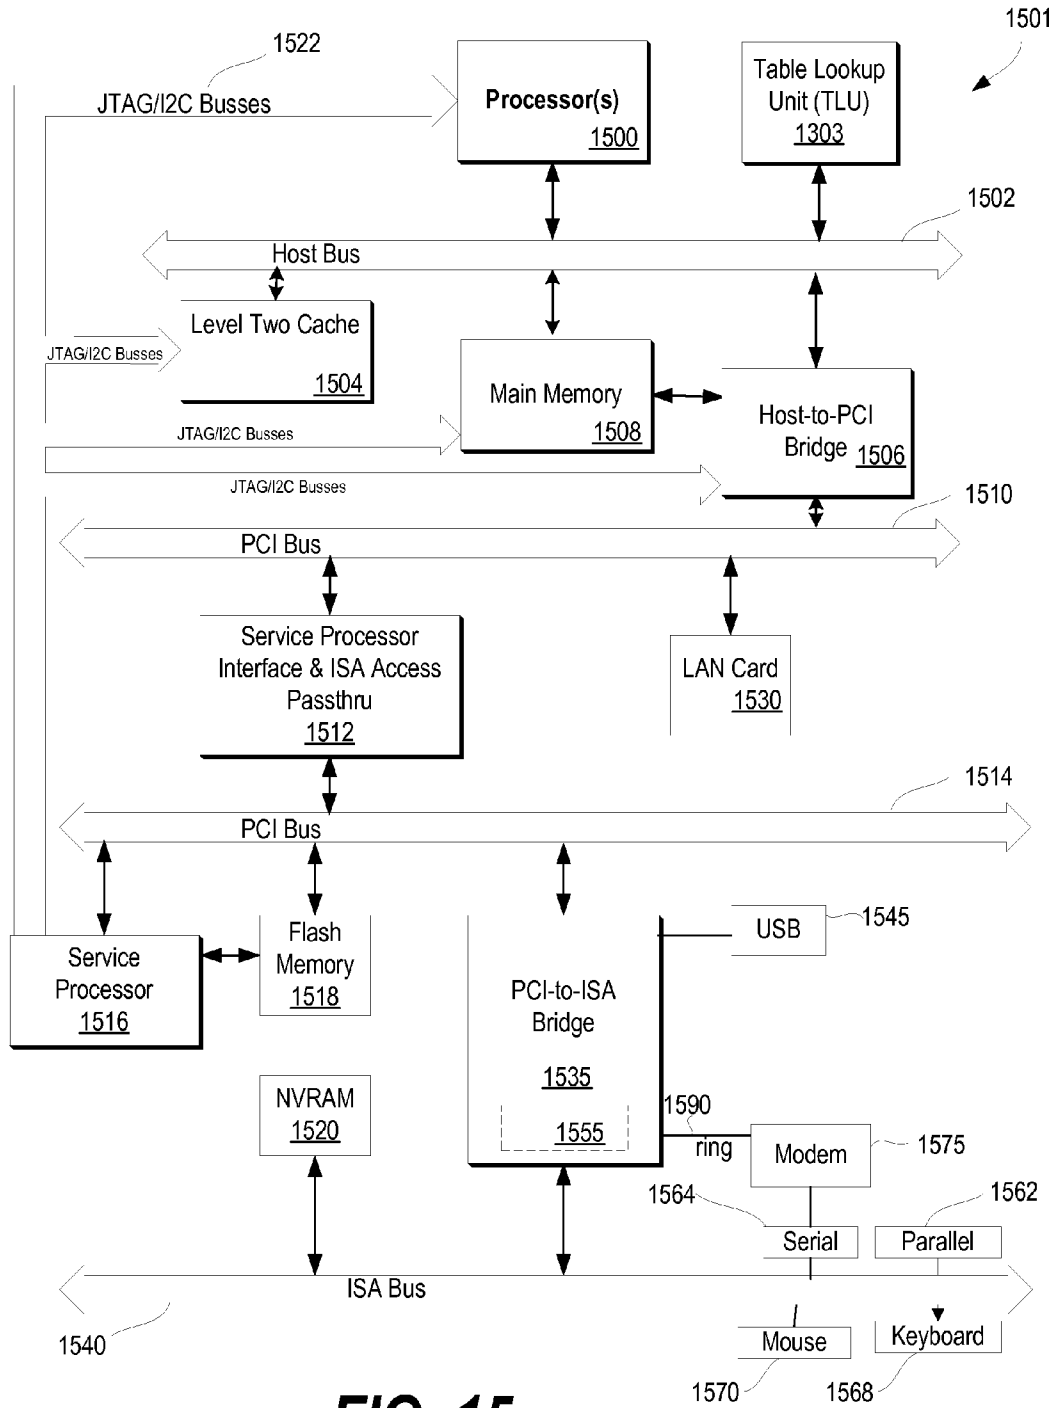 1501
1522
JTAG/I2C Busses
Processor(s)
1500
Table Lookup
Unit (TLU)
1303
1502
Host Bus
Level Two Cache
1504
JTAG/I2C Busses
Main Memory
1508
Host-to-PCI
Bridge
1506
JTAG/I2C Busses
JTAG/I2C Busses
1510
PCI Bus
Service Processor
Interface & ISA Access
Passthru
1512
LAN Card
1530
1514
PCI Bus
Service
Processor
1516
Flash
Memory
1518
USB
1545
PCI-to-ISA
Bridge
1535
1555
NVRAM
1520
1590
ring
Modem
1575
1564
1562
Serial
Parallel
ISA Bus
1540
Mouse
Keyboard
1570
1568
FIG. 15